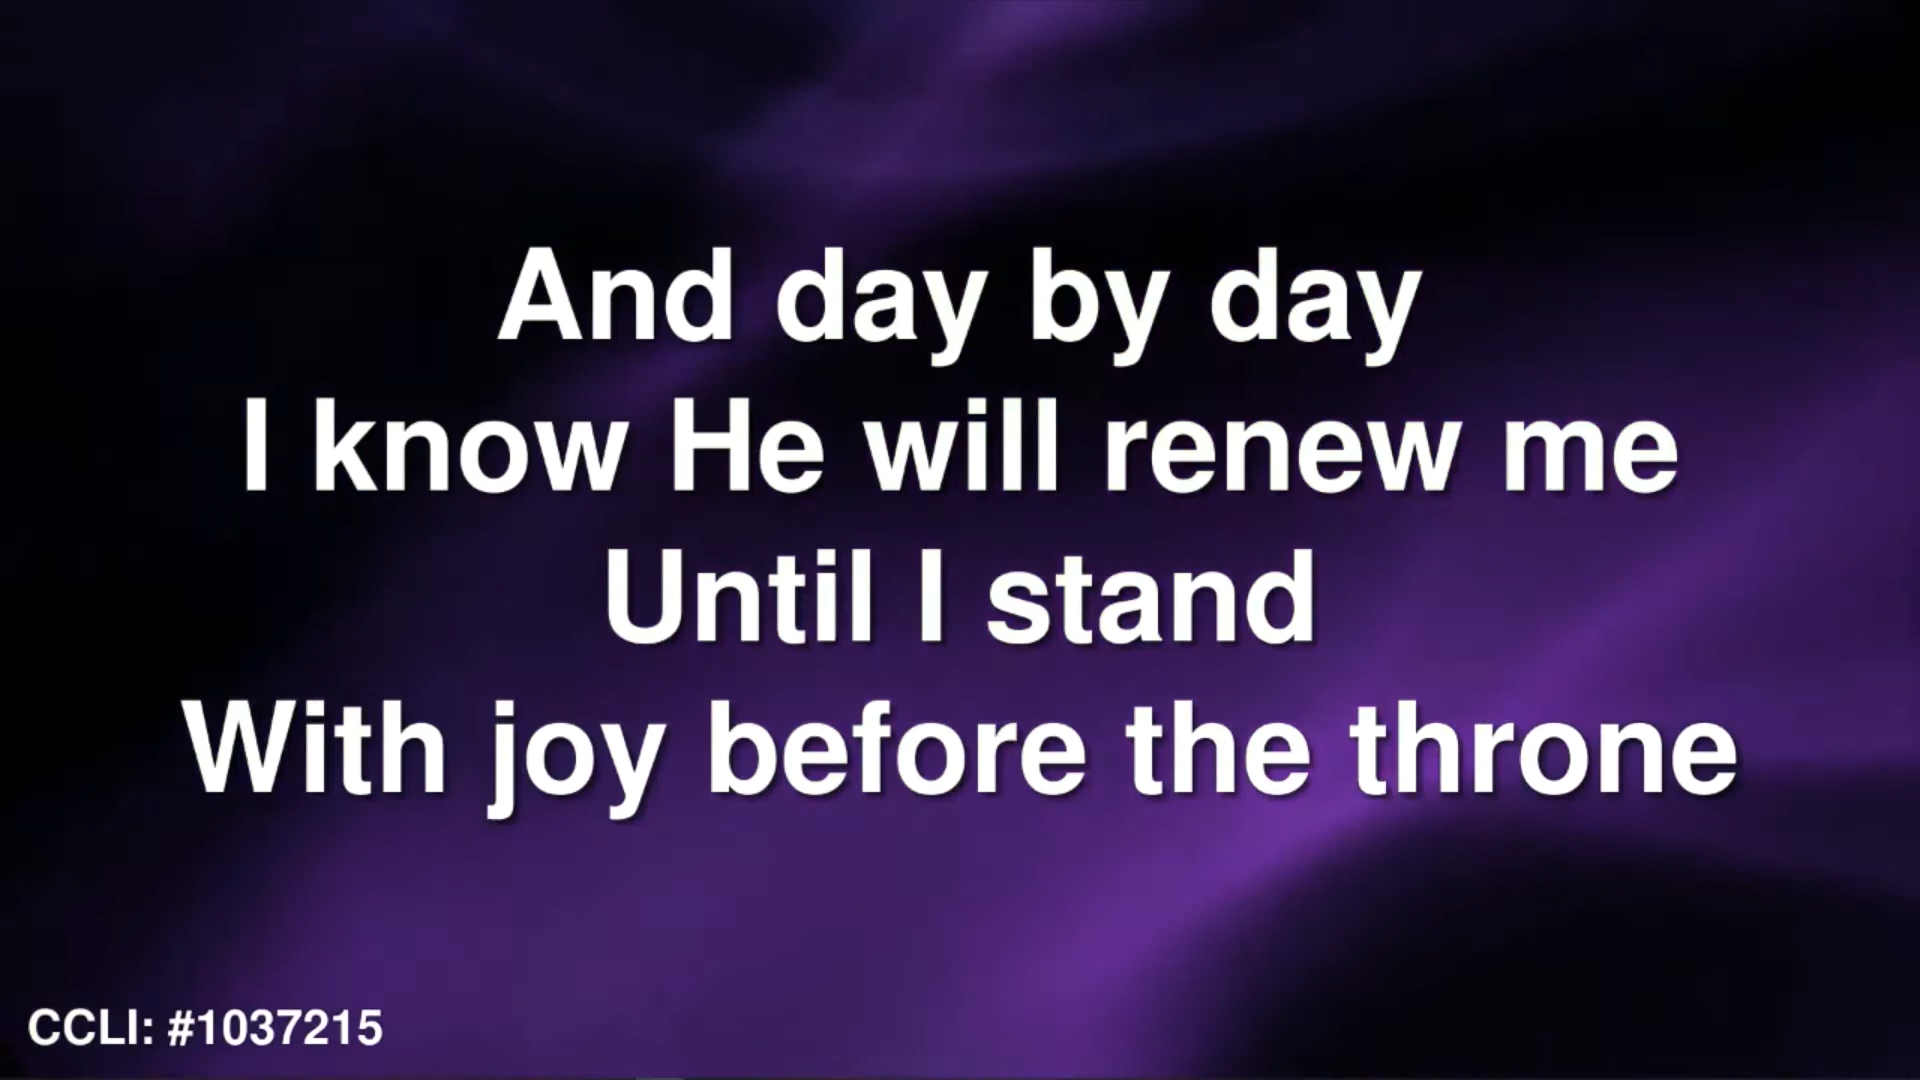 And day by day
I know He will renew me
Until I stand
With joy before the throne
CCLI: #1037215